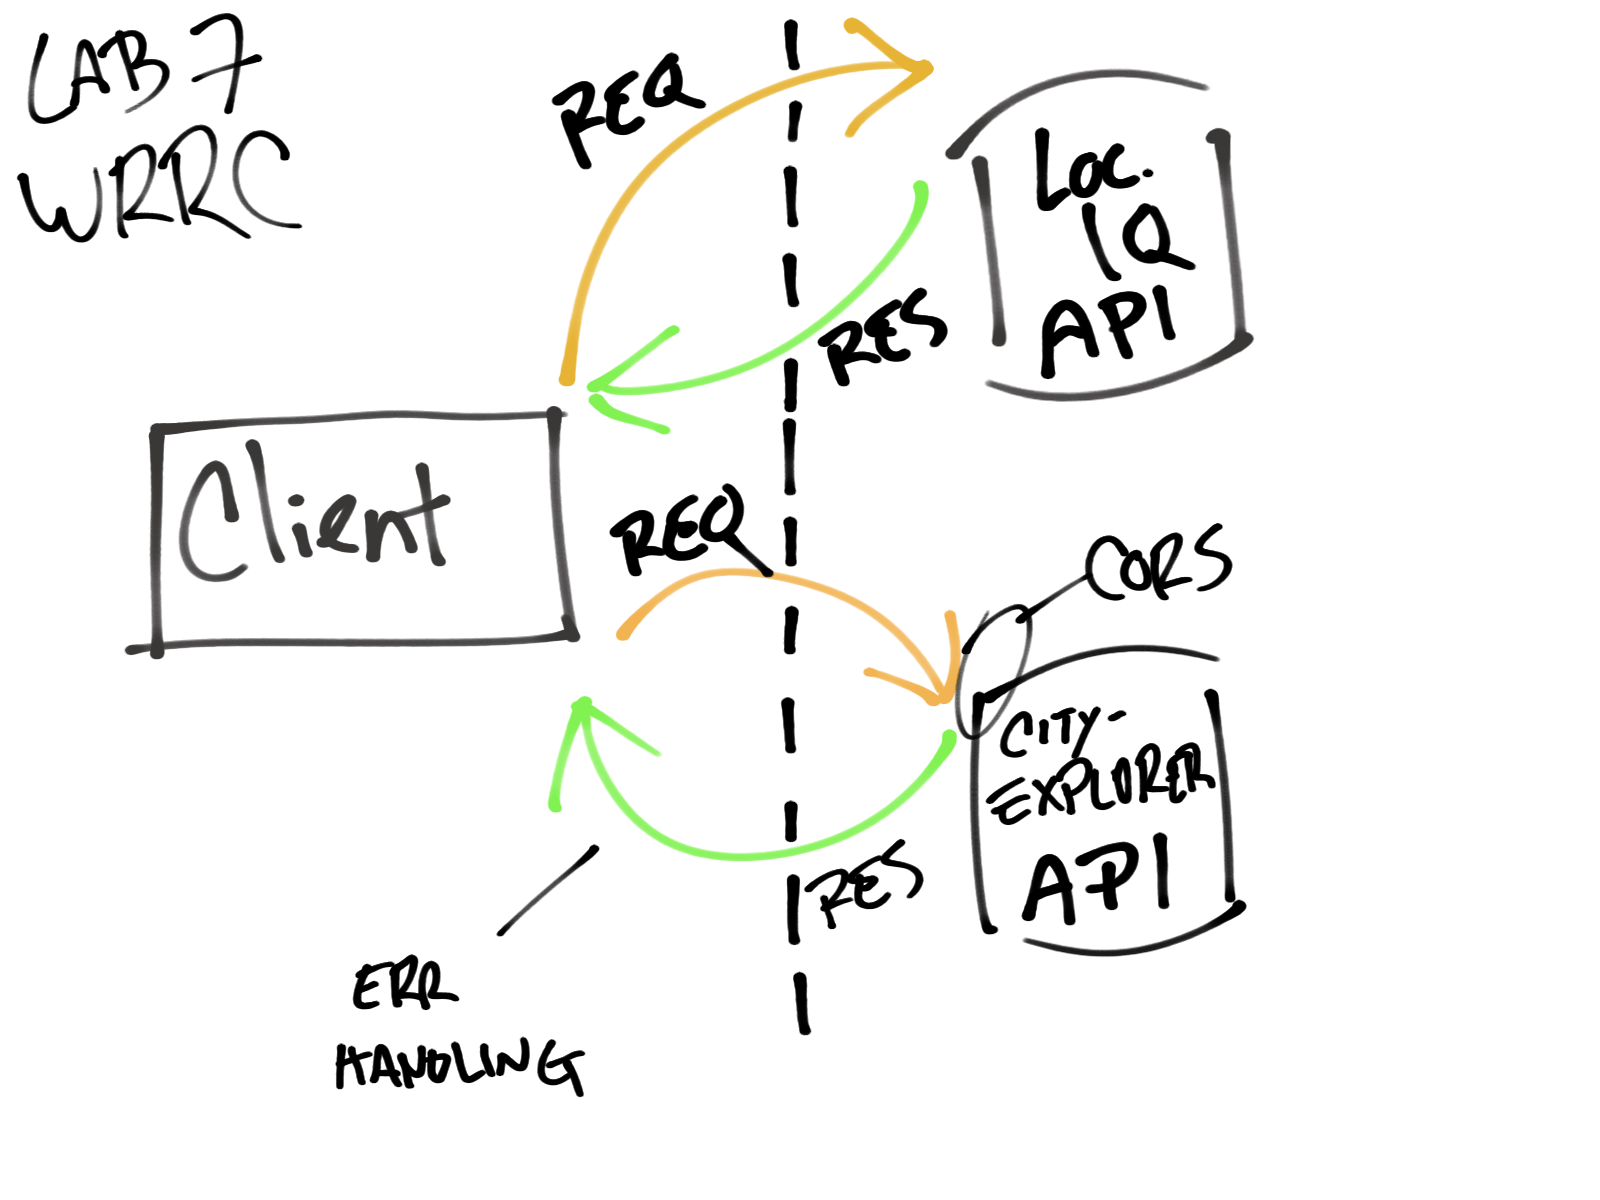 LAB 7
WRRC
REQ
LOC.
IQ
API
RES
Client
REQ
CORS
CITY-
EXPLORER
API
RES
ERR
HANDLING